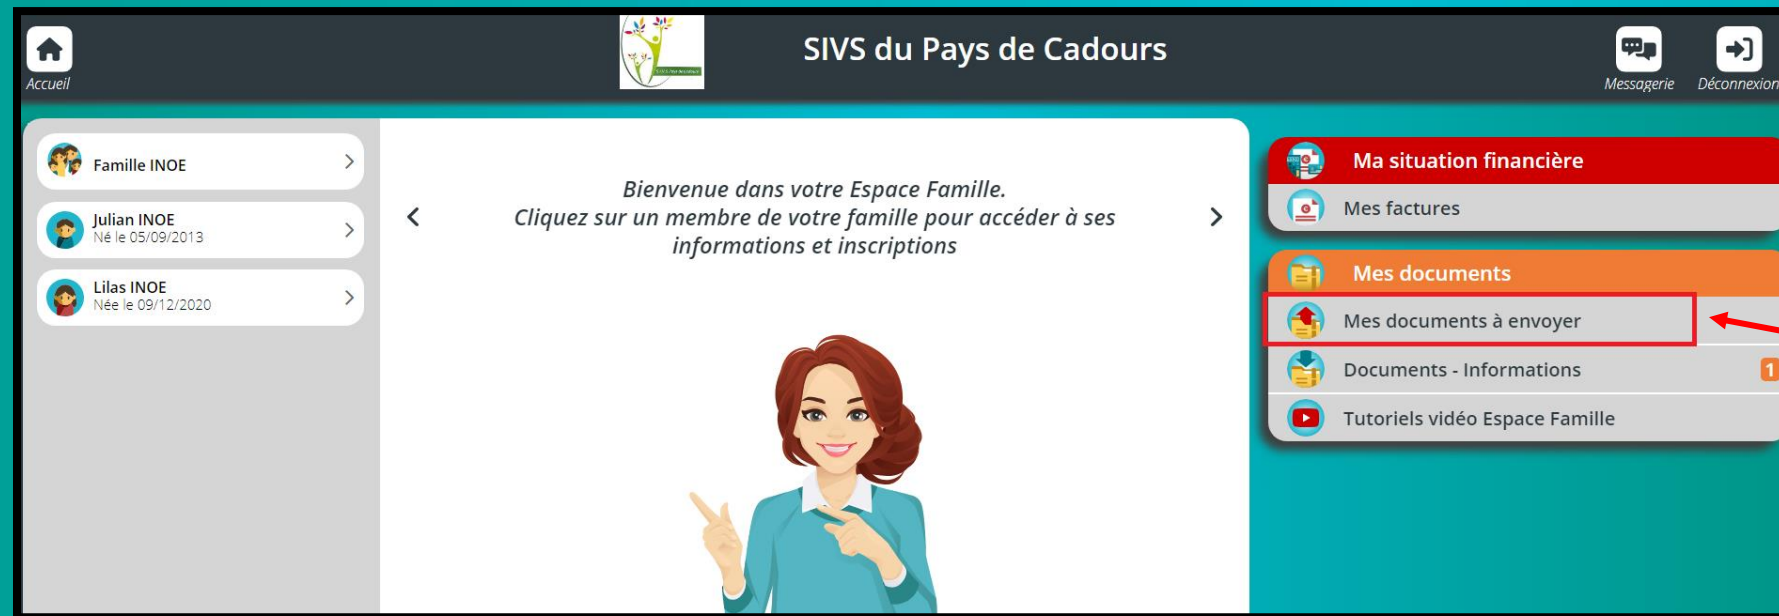 Accueil
SIVS du Pays de Cadours
Messagerie
Déconnexion
Famille INOE
Julian INOE
Né le 05/09/2013
Lilas INOE
Née le 09/12/2020
Bienvenue dans votre Espace Famille.
Cliquez sur un membre de votre famille pour accéder à ses
informations et inscriptions
Ma situation financière
Mes factures
Mes documents
Mes documents à envoyer
Documents - Informations
1
Tutoriels vidéo Espace Famille